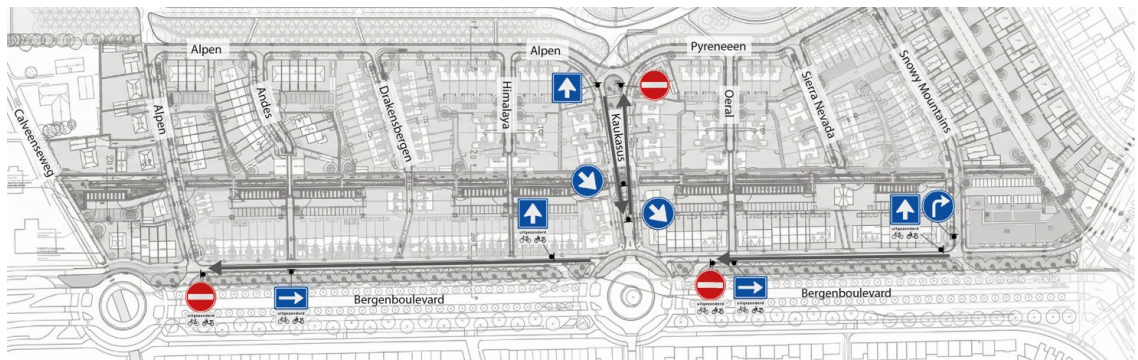 Alpen
Alpen
Pyreneeen
Calveenseweg
Alpen
Andes
Drakensbergen
Himalaya
Kaukasus
Oeral
Sierra Nevada
Snowy Mountains
uitgezonderd
uitgezonderd
Bergenboulevard
Bergenboulevard
uitgezonderd
uitgezonderd
uitgezonderd
uitgezonderd